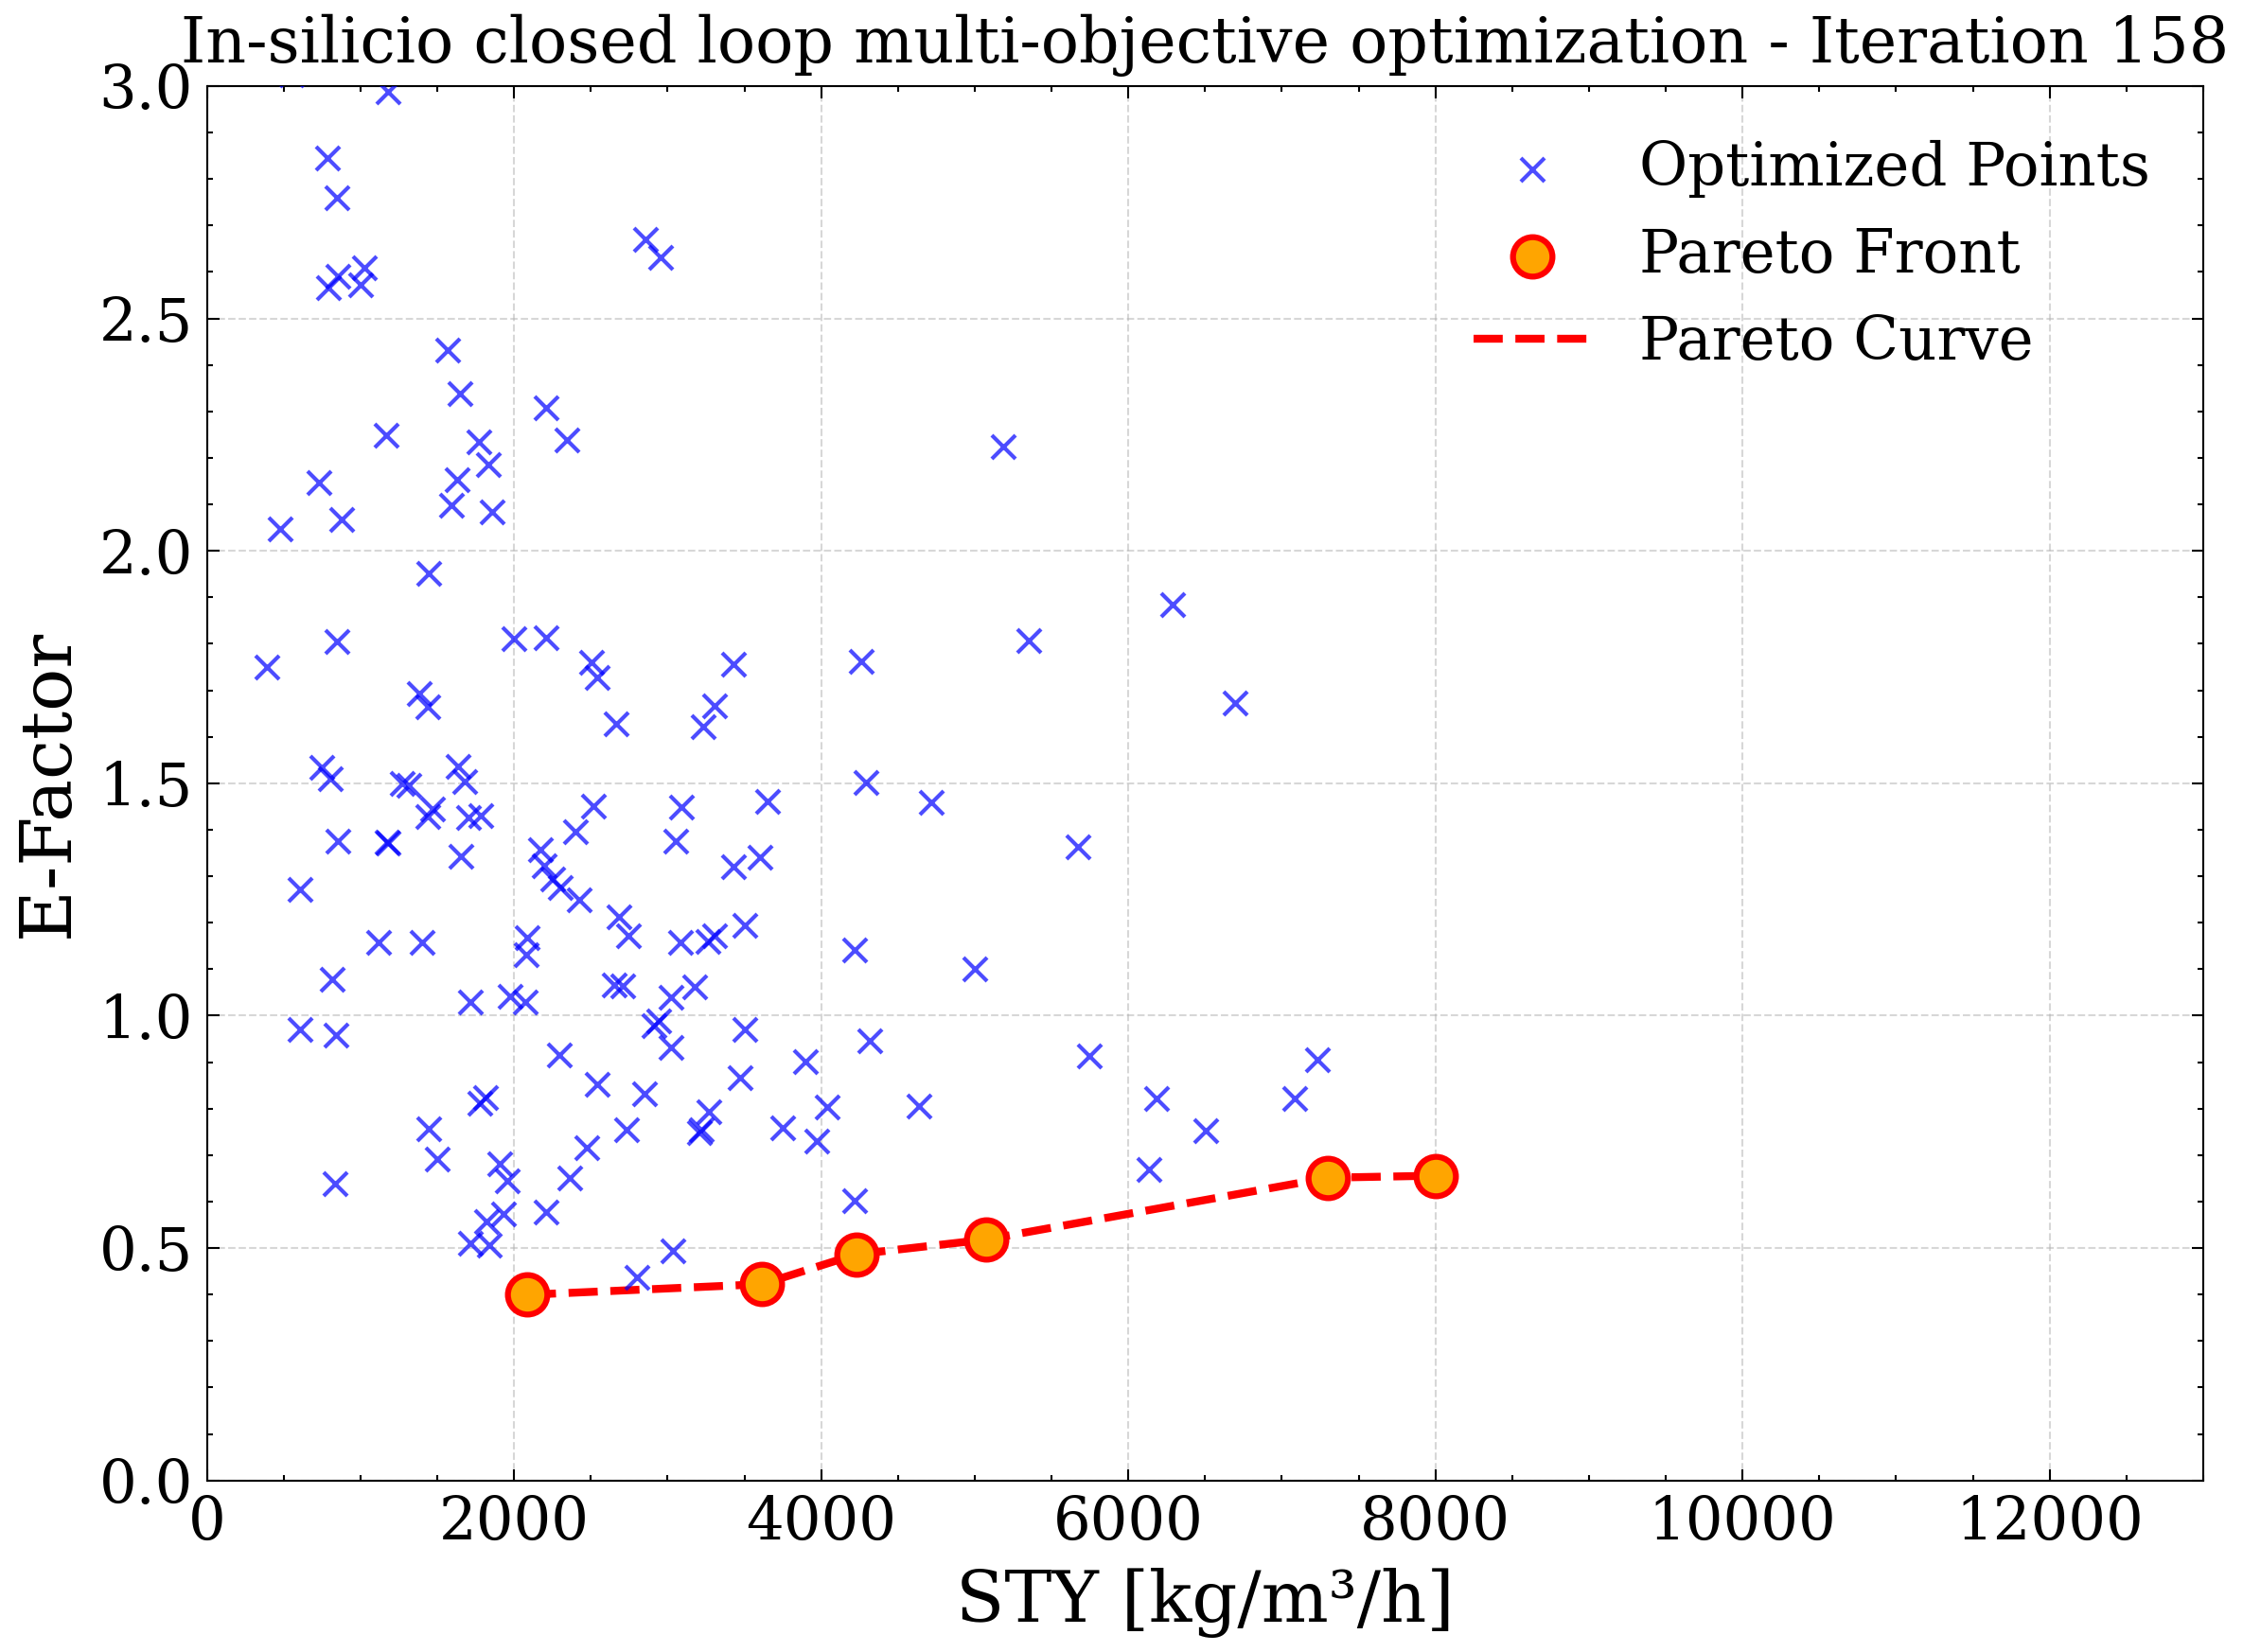 In-silicio closed loop multi-objective optimization - Iteration 158
3.0
2.5
2.0
1.5
1.0
0.5
0.0
E-Factor
Optimized Points
Pareto Front
Pareto Curve
0 2000 4000 6000 8000 10000 12000
STY [kg/m³/h]